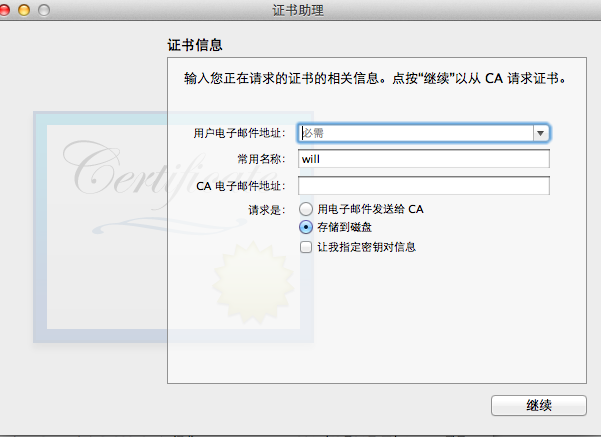 证书助理
证书信息
输入您正在请求的证书的相关信息。点按“继续”以从 CA 请求证书。
Certificate
用户电子邮件地址: 必需
常用名称: will
CA 电子邮件地址:
请求是: 用电子邮件发送给 CA
存储到磁盘
让我指定密钥对信息
继续